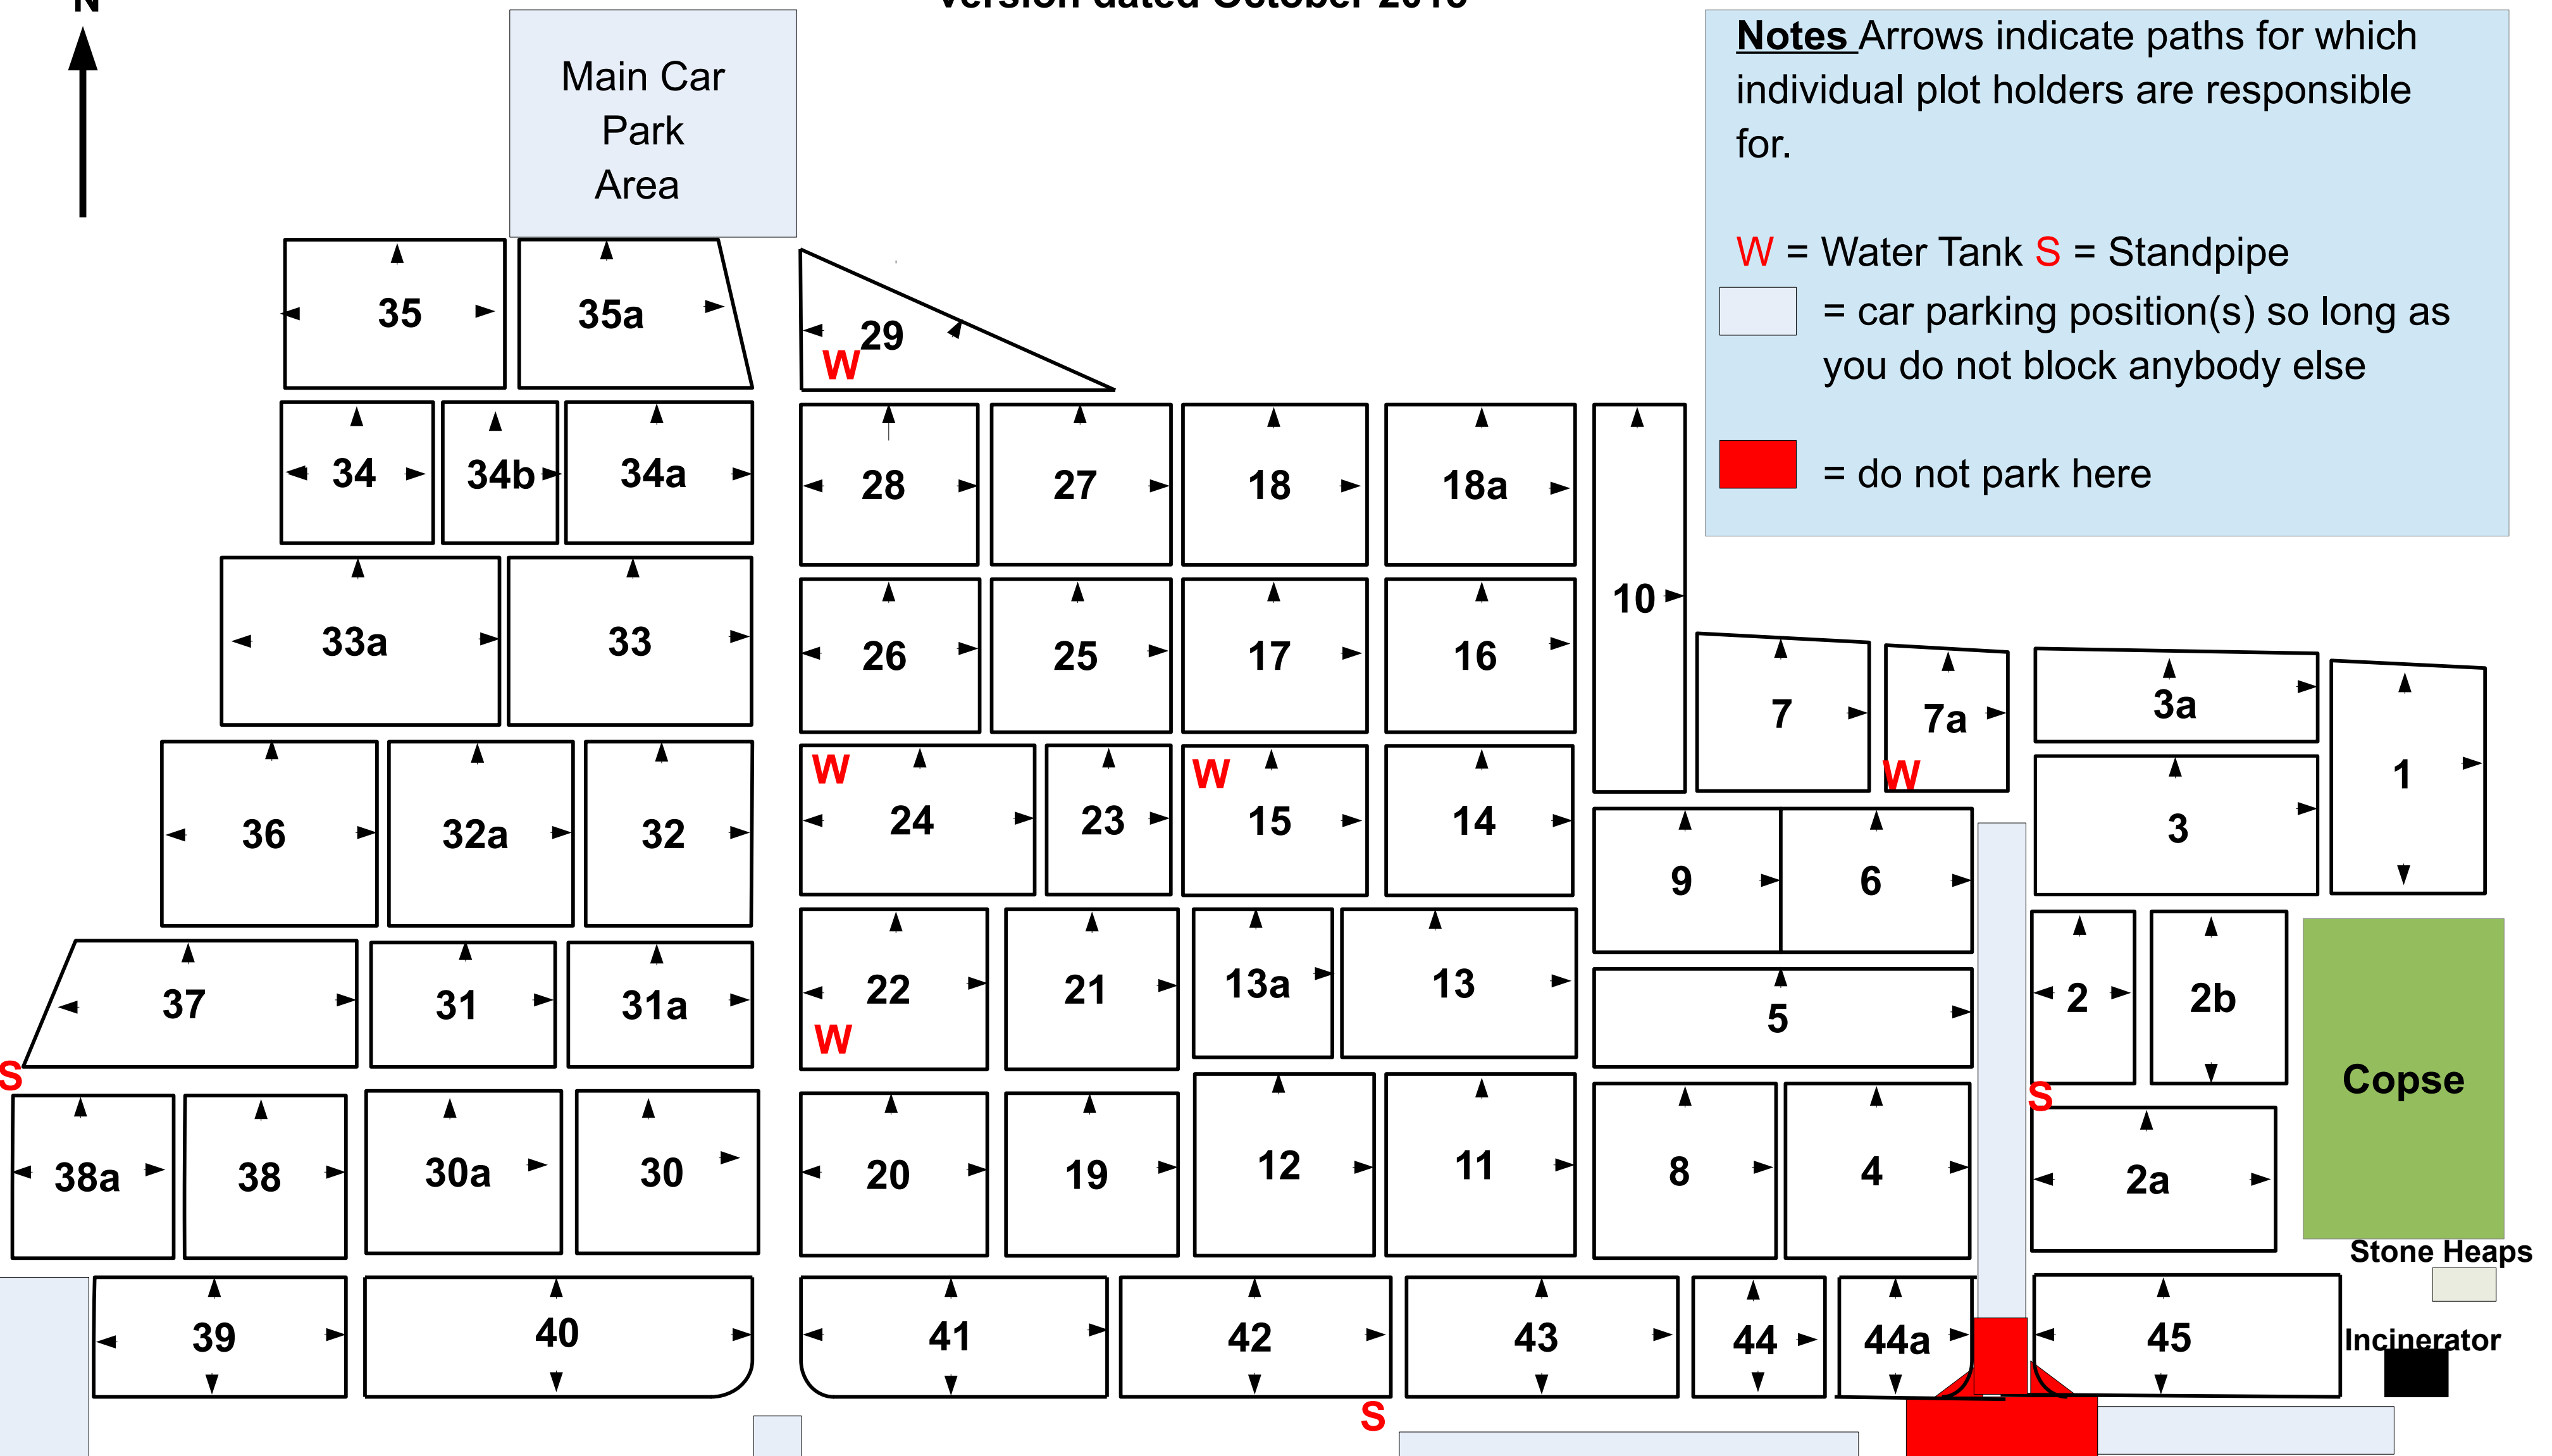 N
Version dated October 2016
Main Car
Park
Area
Notes Arrows indicate paths for which
individual plot holders are responsible
for.
W = Water Tank S = Standpipe
= car parking position(s) so long as
you do not block anybody else
= do not park here
35
35a
29
W
34
34b
34a
28
27
18
18a
10
33a
33
26
25
17
16
7
7a
W
3a
1
36
32a
32
W
24
23
W
15
14
9
6
3
37
31
31a
22
W
21
13a
13
5
2
2b
S
S
Copse
38a
38
30a
30
20
19
12
11
8
4
2a
Stone Heaps
39
40
41
42
43
44
44a
45
Incinerator
S